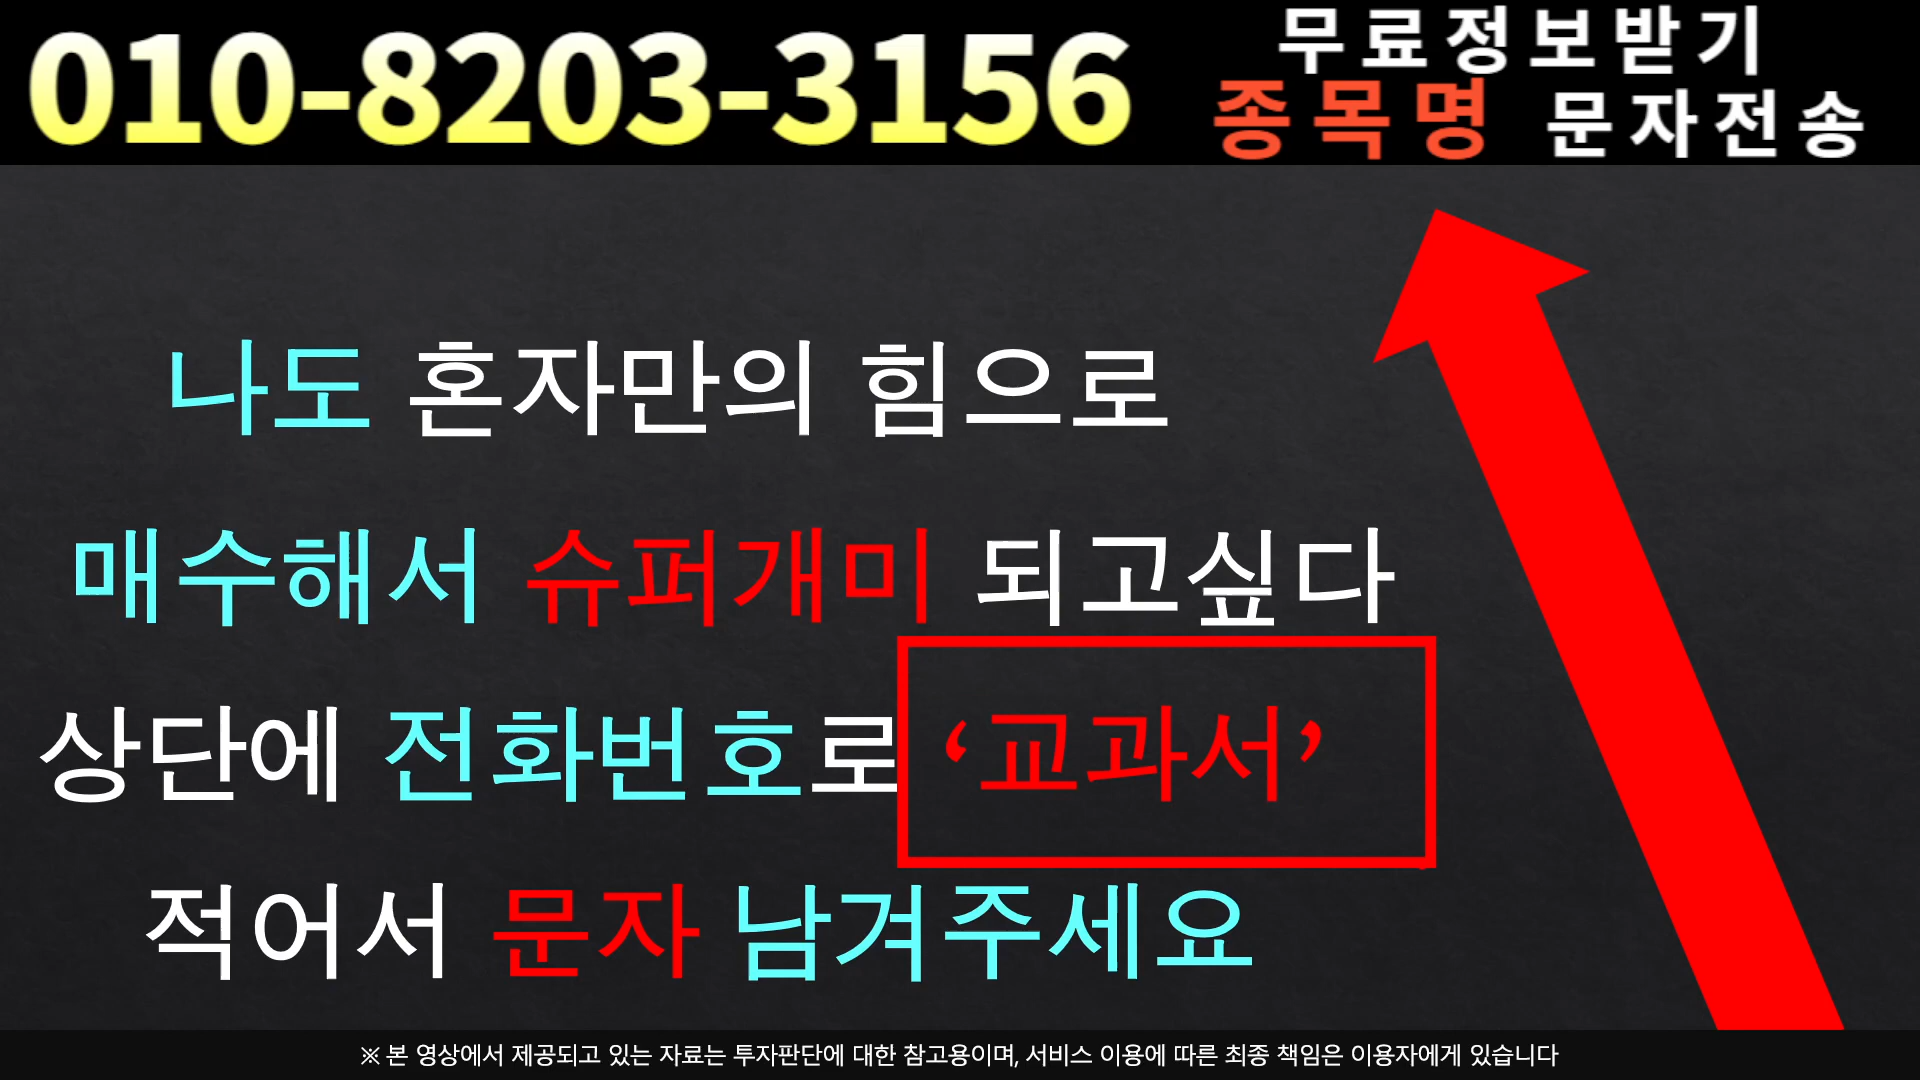 010-8203-3156
무료정보받기
종목명 문자전송
나도 혼자만의 힘으로
매수해서 슈퍼개미 되고싶다
상단에 전화번호로 ‘교과서’
적어서 문자 남겨주세요
※ 본 영상에서 제공되고 있는 자료는 투자판단에 대한 참고용이며, 서비스 이용에 따른 최종 책임은 이용자에게 있습니다